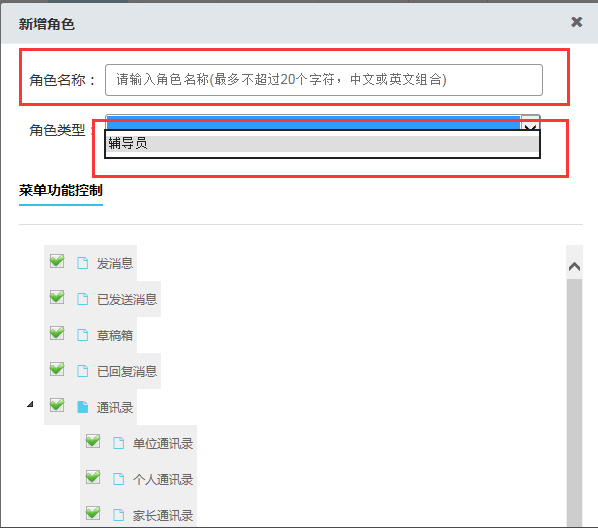 新增角色
角色名称：
请输入角色名称(最多不超过20个字符，中文或英文组合)
角色类型：
辅导员
菜单功能控制
发消息
已发送消息
草稿箱
已回复消息
通讯录
单位通讯录
个人通讯录
家长通讯录